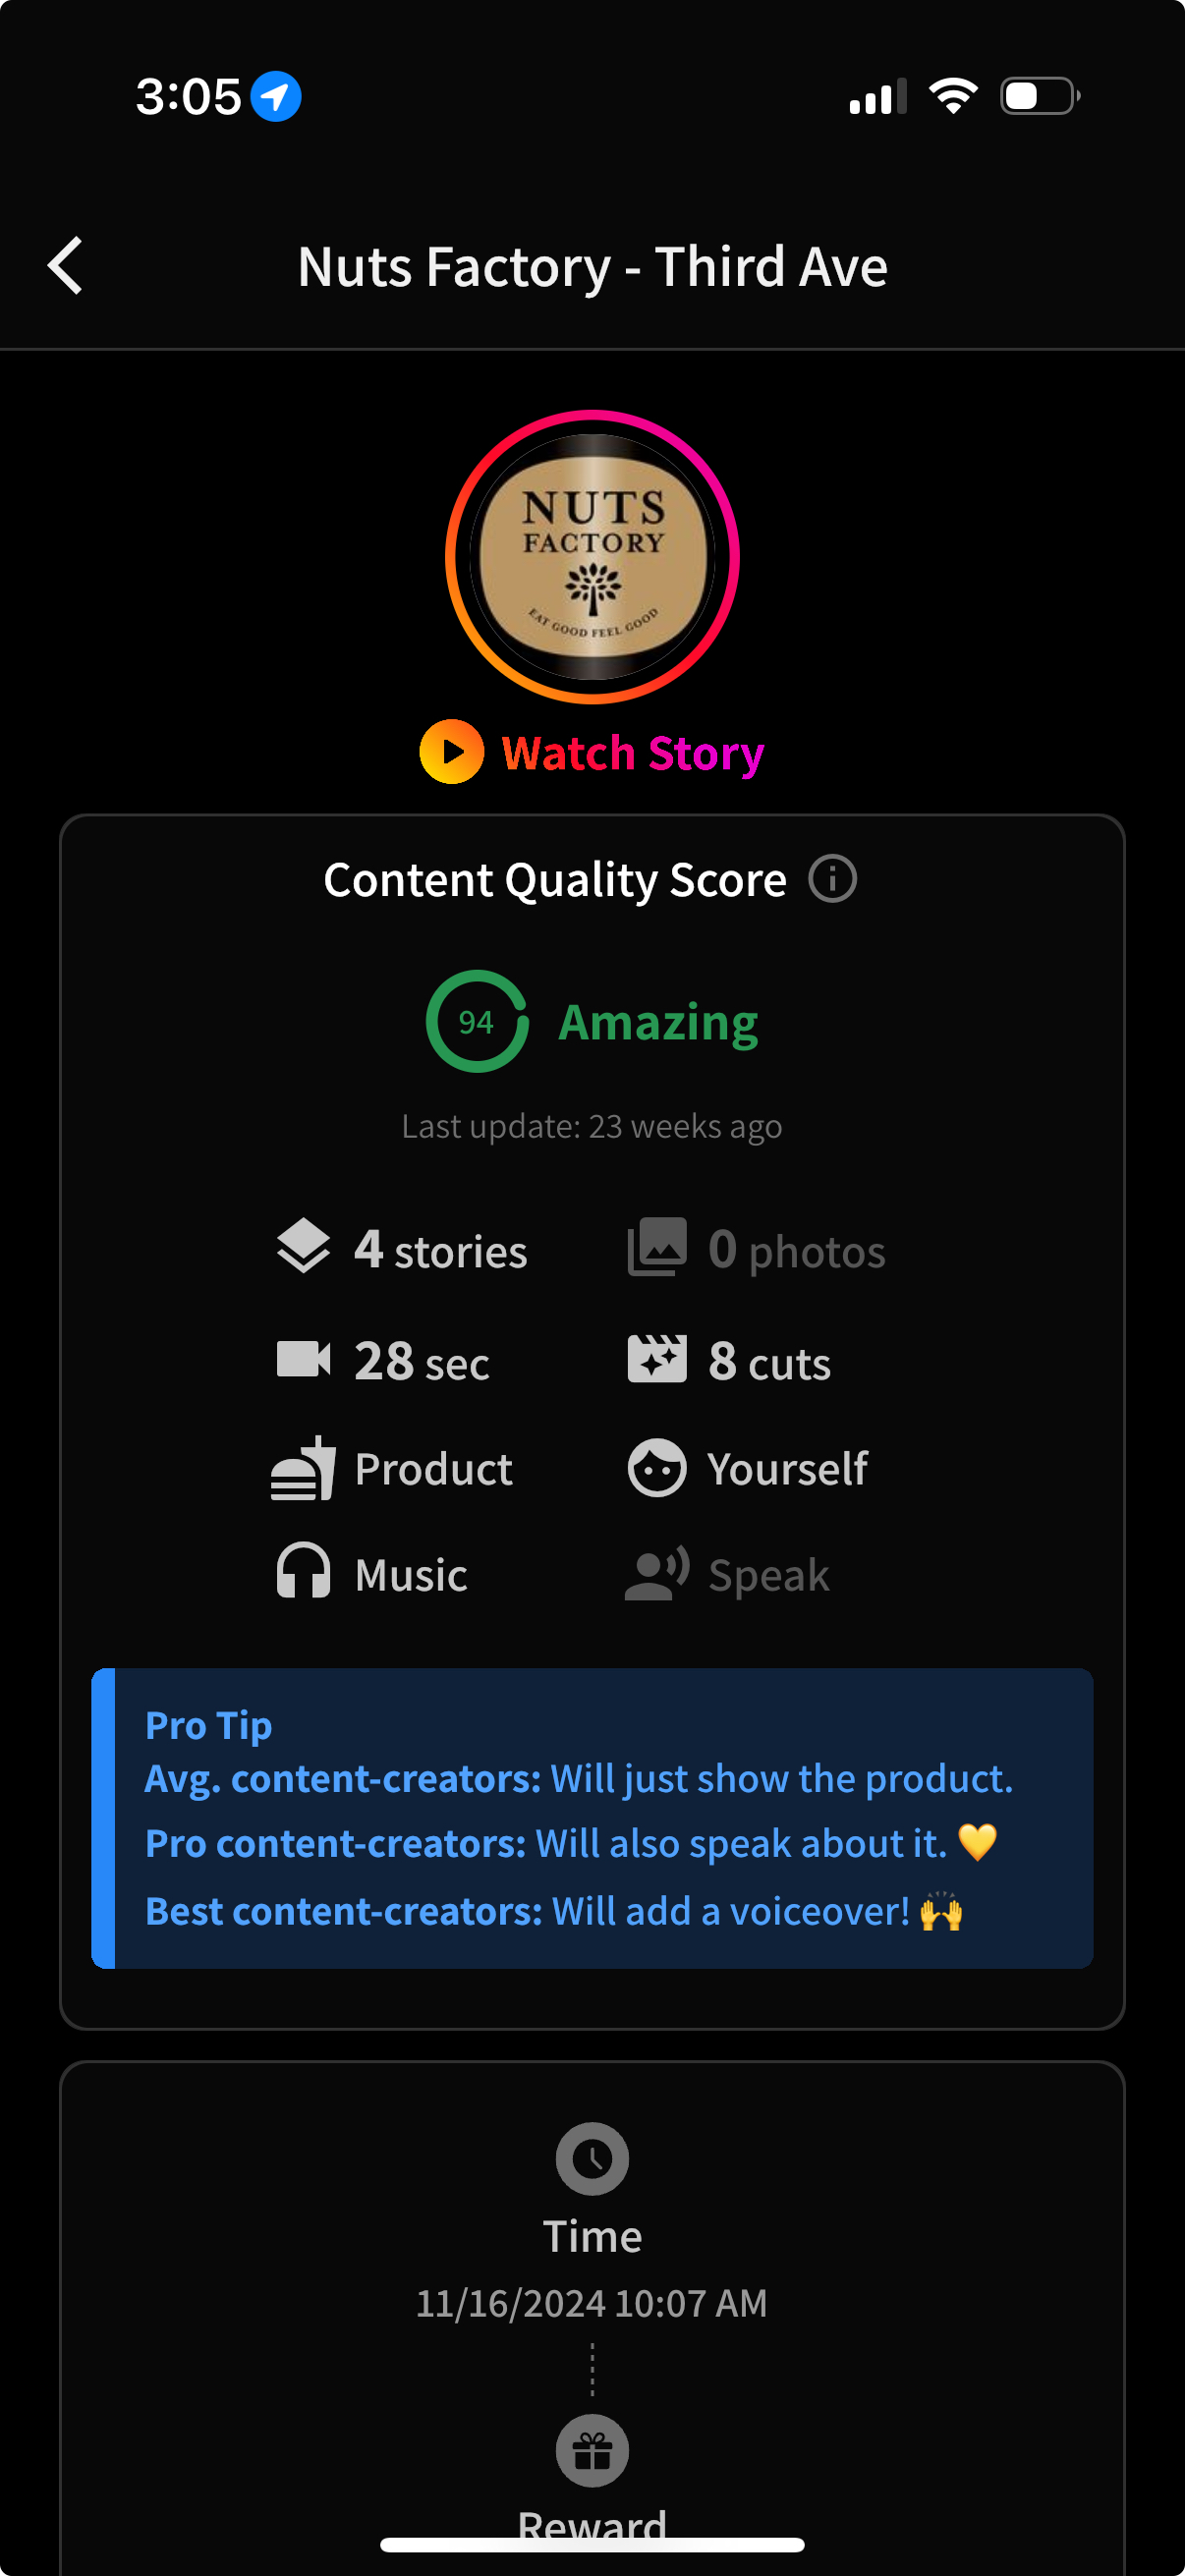 3:05
Nuts Factory - Third Ave
NUTS
FACTORY
EAT GOOD FEEL GOOD
Watch Story
Content Quality Score
94 Amazing
Last update: 23 weeks ago
4 stories 0 photos
28 sec 8 cuts
Product Yourself
Music Speak
Pro Tip
Avg. content-creators: Will just show the product.
Pro content-creators: Will also speak about it. 💛
Best content-creators: Will add a voiceover! 🙌
Time
11/16/2024 10:07 AM
Reward